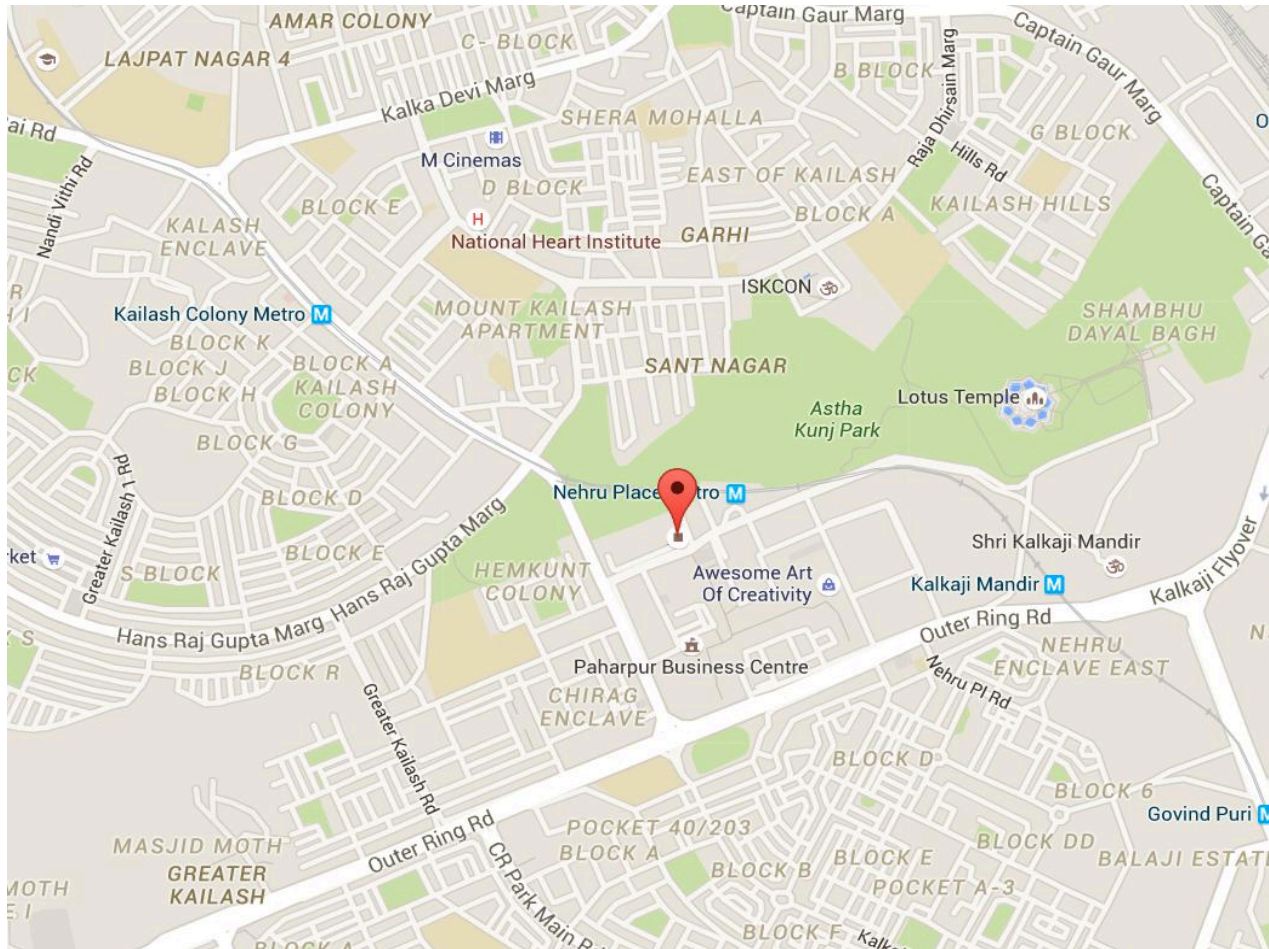 AMAR COLONY
Captain Gaur Marg
C- BLOCK
LAJPAT NAGAR 4
Captain Gaur Marg
B BLOCK
Kalka Devi Marg
SHERA MOHALLA
Raja Dhirsain Marg
G BLOCK
Rd
M Cinemas
Hills Rd
Nandi Vithi Rd
D BLOCK
EAST OF KAILASH
BLOCK E
BLOCK A
KAILASH HILLS
KALASH
ENCLAVE
National Heart Institute
GARHI
Captain
ISKCON
Kailash Colony Metro
MOUNT KAILASH
APARTMENT
SHAMBHU
DAYAL BAGH
BLOCK K
BLOCK J
BLOCK A
KAILASH
COLONY
BLOCK H
SANT NAGAR
Lotus Temple
Astha
Kunj Park
BLOCK G
Greater Kailash 1 Rd
BLOCK D
Nehru Place
BLOCK E
Hans Raj Gupta Marg
S BLOCK
HEMKUNT
COLONY
Awesome Art
Of Creativity
Shri Kalkaji Mandir
Kalkaji Mandir
Kalkaji Flyover
Hans Raj Gupta Marg
Outer Ring Rd
BLOCK R
Paharpur Business Centre
NEHRU
ENCLAVE EAST
Nehru Pl Rd
CHIRAG
ENCLAVE
Greater Kailash Rd
BLOCK D
BLOCK 6
Govind Puri
Outer Ring Rd
POCKET 40/203
BLOCK A
MASJID MOTH
GREATER
KAILASH
BLOCK DD
BLOCK E
BALAJI
BLOCK B
POCKET A-3
CR Park Main
MOTH
BLOCK F